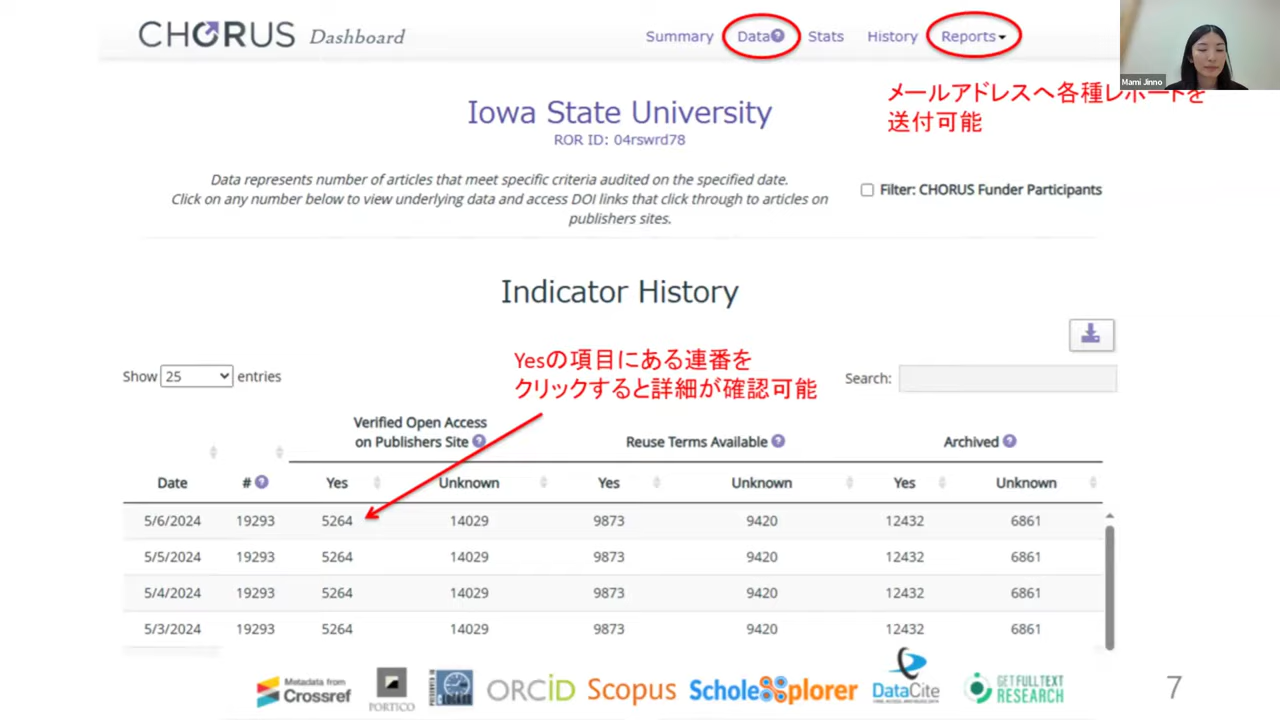 CHORUS Dashboard
Summary Data Stats History Reports
Mami Jinno
メールアドレスへ各種レポートを
送付可能
Iowa State University
ROR ID: 04rswrd78
Data represents number of articles that meet specific criteria audited on the specified date.
Click on any number below to view underlying data and access DOI links that click through to articles on
publishers sites.
Filter: CHORUS Funder Participants
Indicator History
Yesの項目にある連番を
クリックすると詳細が確認可能
Show 25 entries
Search:
Verified Open Access
on Publishers Site ?
Reuse Terms Available ?
Archived ?
Date # ? Yes Unknown Yes Unknown Yes Unknown
5/6/2024 19293 5264 14029 9873 9420 12432 6861
5/5/2024 19293 5264 14029 9873 9420 12432 6861
5/4/2024 19293 5264 14029 9873 9420 12432 6861
5/3/2024 19293 5264 14029 9873 9420 12432 6861
Metadata from
Crossref
PORTICO
ORCiD
Scopus
Scholexplorer
DataCite
GET FULL TEXT
RESEARCH
7